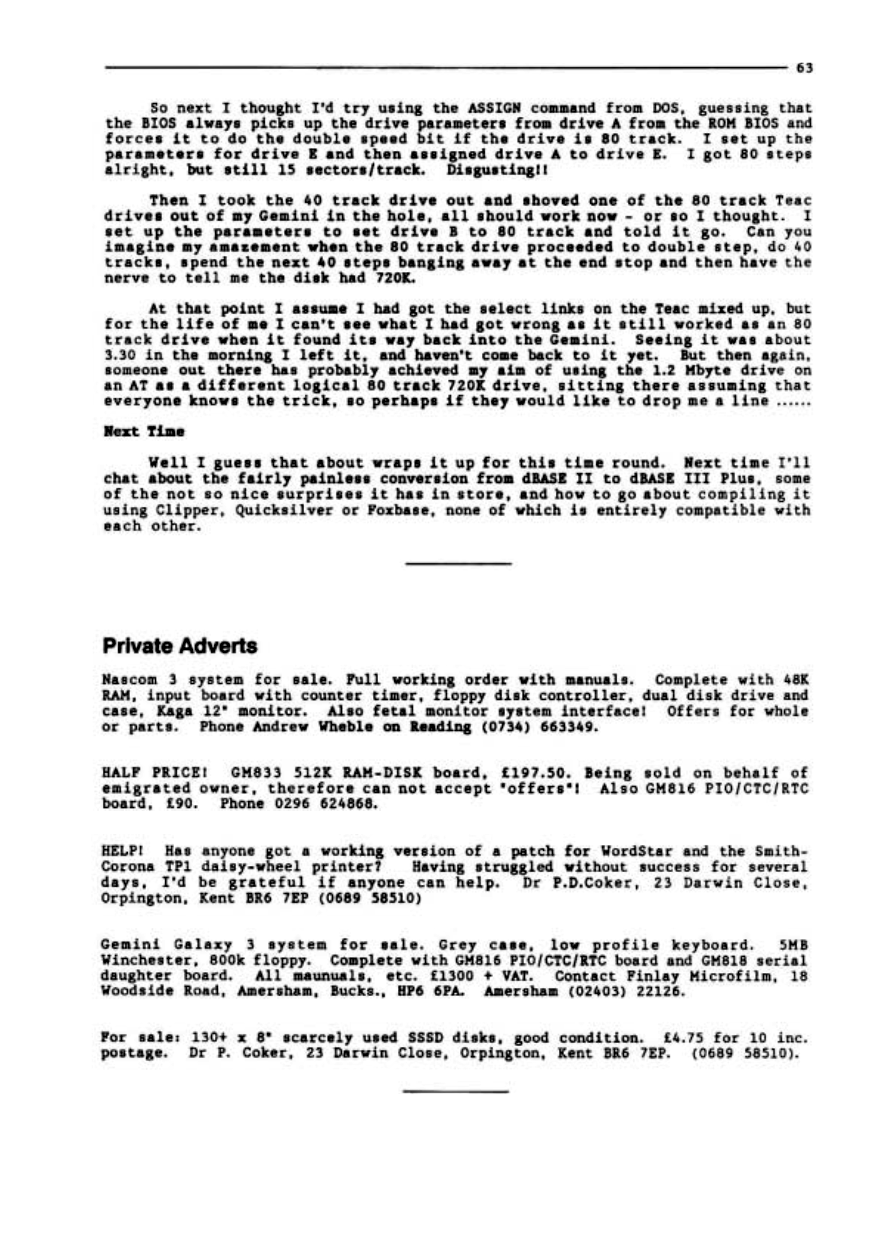 63
So next I thought I'd try using the ASSIGN command from DOS, guessing that
the BIOS always picks up the drive parameters from drive A from the ROM BIOS and
forces it to do the double speed bit if the drive is 80 track. I set up the
parameters for drive E and then assigned drive A to drive E. I got 80 steps
alright, but still 15 sectors/track. Disgusting!!
Then I took the 40 track drive out and shoved one of the 80 track Teac
drives out of my Gemini in the hole, all should work now - or so I thought. I
set up the parameters to set drive B to 80 track and told it go. Can you
imagine my amazement when the 80 track drive proceeded to double step, do 40
tracks, spend the next 40 steps banging away at the end stop and then have the
nerve to tell me the disk had 720K.
At that point I assume I had got the select links on the Teac mixed up, but
for the life of me I can't see what I had got wrong as it still worked as an 80
track drive when it found its way back into the Gemini. Seeing it was about
3.30 in the morning I left it, and haven't come back to it yet. But then again,
someone out there has probably achieved my aim of using the 1.2 Mbyte drive on
an AT as a different logical 80 track 720K drive, sitting there assuming that
everyone knows the trick, so perhaps if they would like to drop me a line ......
Next Time
Well I guess that about wraps it up for this time round. Next time I'll
chat about the fairly painless conversion from dBASE II to dBASE III Plus, some
of the not so nice surprises it has in store, and how to go about compiling it
using Clipper, Quicksilver or Foxbase, none of which is entirely compatible with
each other.
Private Adverts
Nascom 3 system for sale. Full working order with manuals. Complete with 48K
RAM, input board with counter timer, floppy disk controller, dual disk drive and
case, Kaga 12" monitor. Also fetal monitor system interface! Offers for whole
or parts. Phone Andrew Wheble on Reading (0734) 663349.
HALF PRICE! GM833 512K RAM-DISK board, £197.50. Being sold on behalf of
emigrated owner, therefore can not accept "offers"! Also GM816 PIO/CTC/RTC
board, £90. Phone 0296 624868.
HELP! Has anyone got a working version of a patch for WordStar and the Smith-
Corona TP1 daisy-wheel printer? Having struggled without success for several
days, I'd be grateful if anyone can help. Dr P.D.Coker, 23 Darwin Close,
Orpington, Kent BR6 7EP (0689 58510)
Gemini Galaxy 3 system for sale. Grey case, low profile keyboard. 5MB
Winchester, 800k floppy. Complete with GM816 PIO/CTC/RTC board and GM818 serial
daughter board. All maunuals, etc. £1300 + VAT. Contact Finlay Microfilm, 18
Woodside Road, Amersham, Bucks., HP6 6PA. Amersham (02403) 22126.
For sale: 130+ x 8" scarcely used SSSD disks, good condition. £4.75 for 10 inc.
postage. Dr P. Coker, 23 Darwin Close, Orpington, Kent BR6 7EP. (0689 58510).